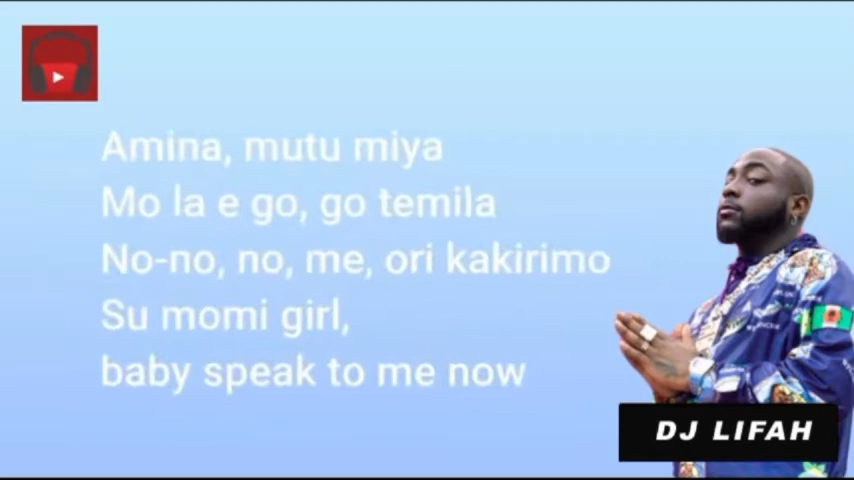 Amina, mutu miya
Mo la e go, go temila
No-no, no, me, ori kakirimo
Su momi girl,
baby speak to me now
DJ LIFAH